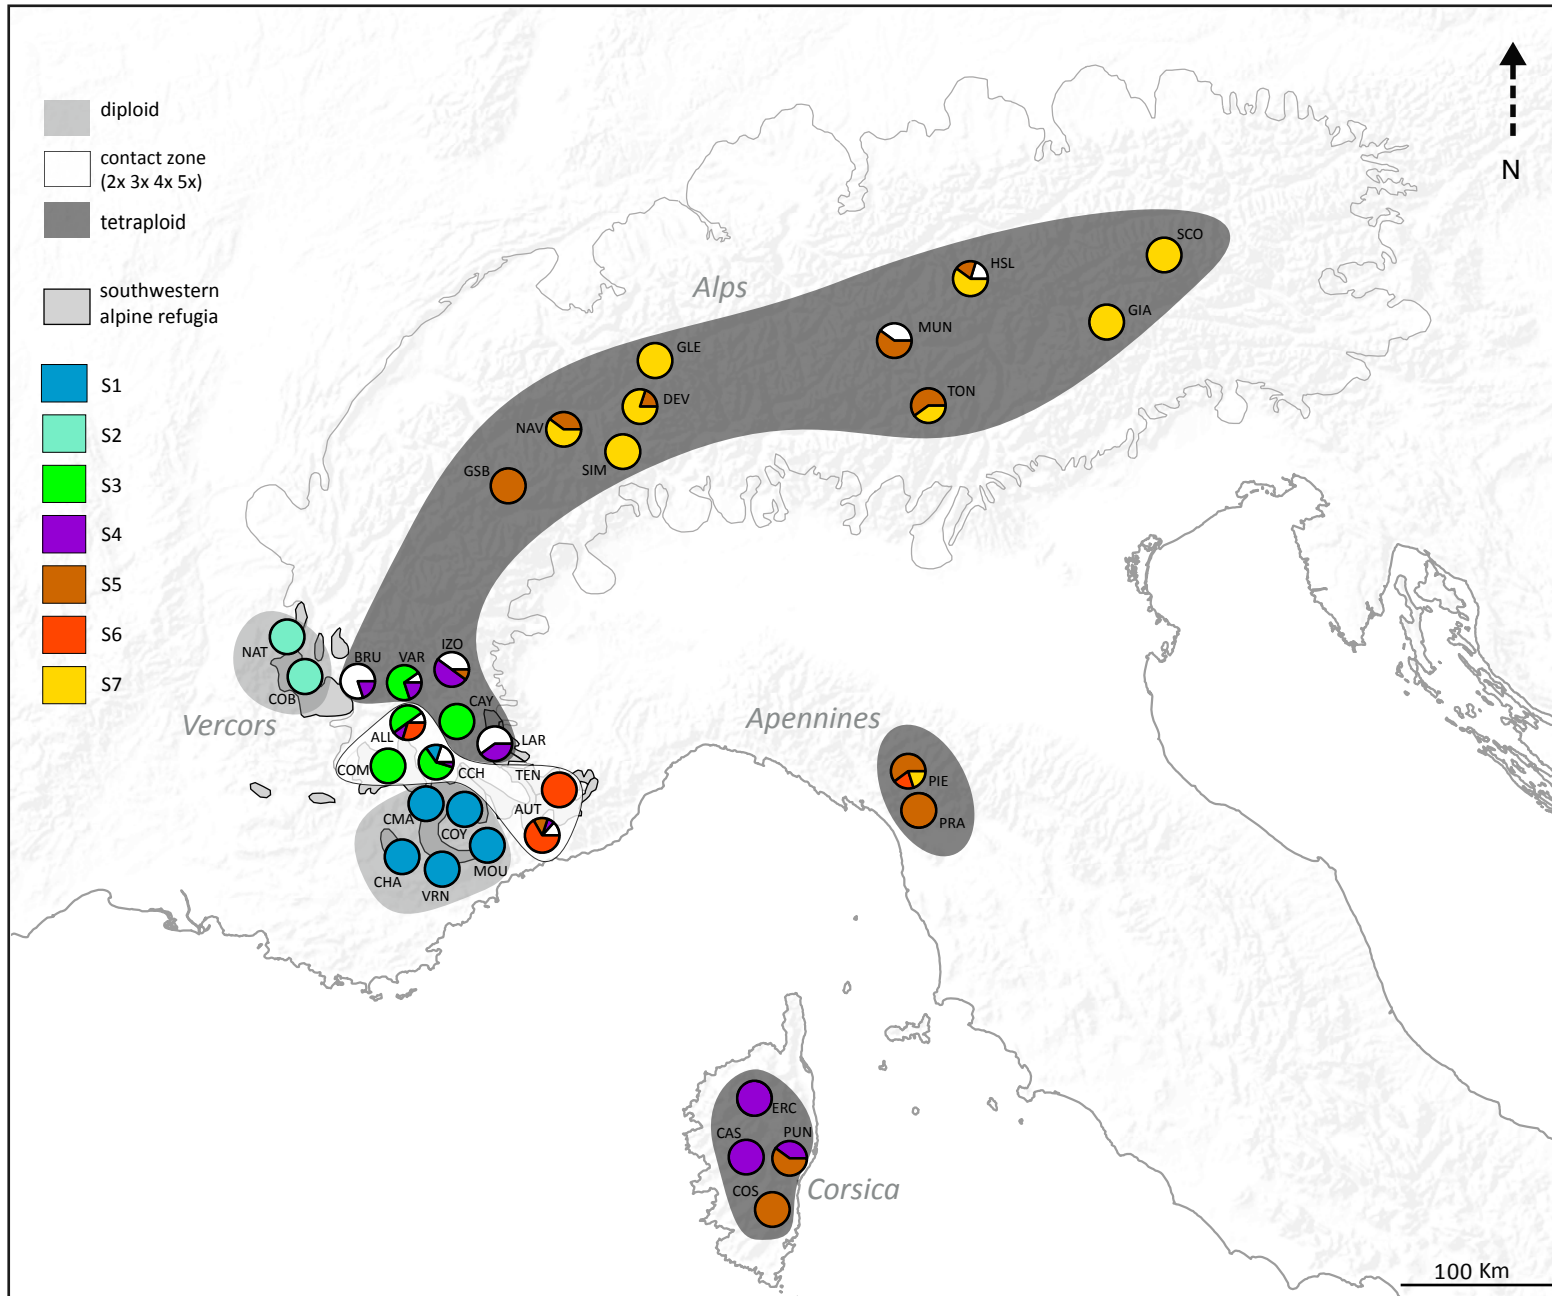 diploid
contact zone
(2x 3x 4x 5x)
tetraploid
southwestern
alpine refugia
S1
S2
S3
S4
S5
S6
S7
N
Alps
SCO
HSL
GIA
MUN
GLE
TON
DEV
NAV
SIM
GSB
NAT
COB
Vercors
BRU
VAR
IZO
CAY
ALL
LAR
COM
CCH
TEN
AUT
CMA
COY
MOU
CHA
VRN
Apennines
PIE
PRA
ERC
CAS
PUN
COS
Corsica
100 Km